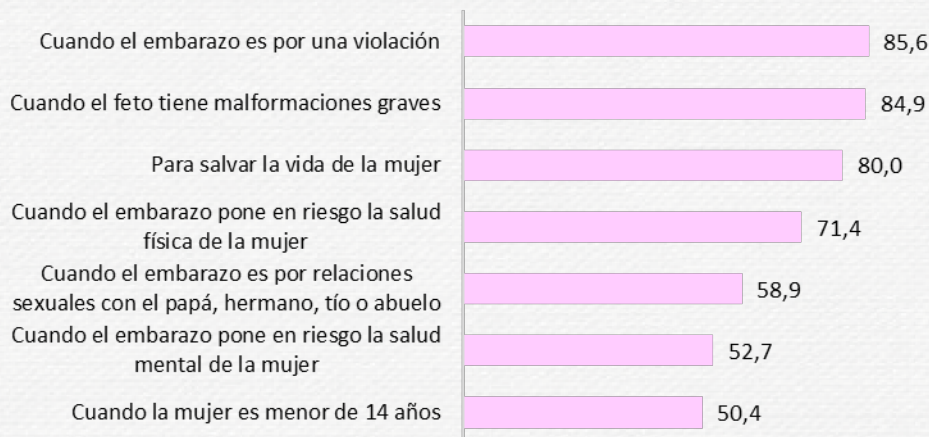 Cuando el embarazo es por una violación
85,6
Cuando el feto tiene malformaciones graves
84,9
Para salvar la vida de la mujer
80,0
Cuando el embarazo pone en riesgo la salud
física de la mujer
71,4
Cuando el embarazo es por relaciones
sexuales con el papá, hermano, tío o abuelo
58,9
Cuando el embarazo pone en riesgo la salud
mental de la mujer
52,7
Cuando la mujer es menor de 14 años
50,4